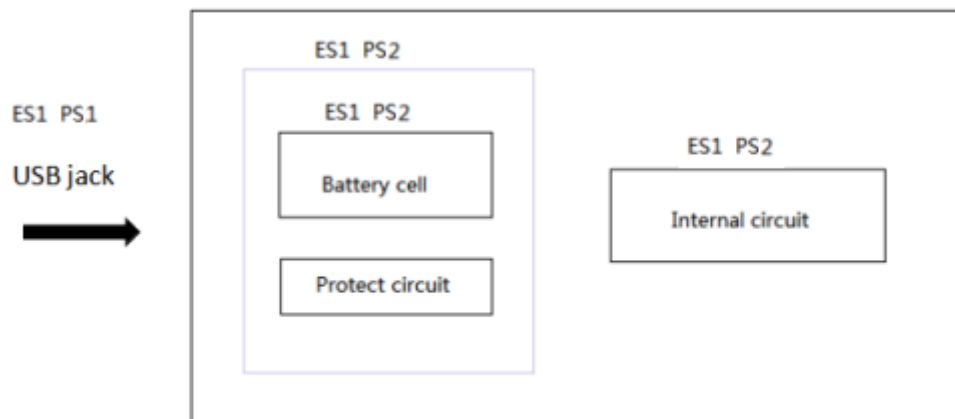 ES1 PS1
USB jack
ES1 PS2
ES1 PS2
Battery cell
Protect circuit
ES1 PS2
Internal circuit